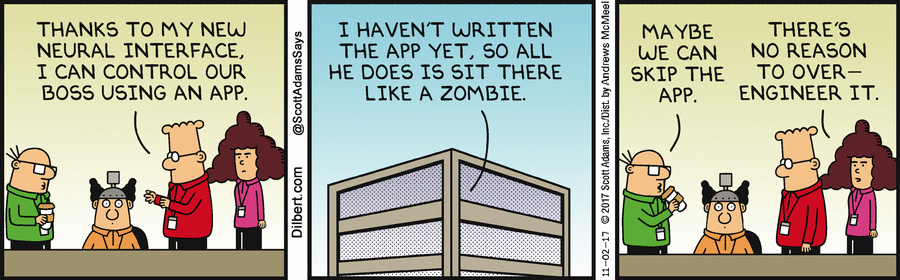 THANKS TO MY NEW
NEURAL INTERFACE,
I CAN CONTROL OUR
BOSS USING AN APP.
Dilbert.com @ScottAdamsSays
I HAVEN'T WRITTEN
THE APP YET, SO ALL
HE DOES IS SIT THERE
LIKE A ZOMBIE.
11-02-17 © 2017 Scott Adams, Inc./Dist. by Andrews McMeel
MAYBE
WE CAN
SKIP THE
APP.
THERE'S
NO REASON
TO OVER-
ENGINEER IT.